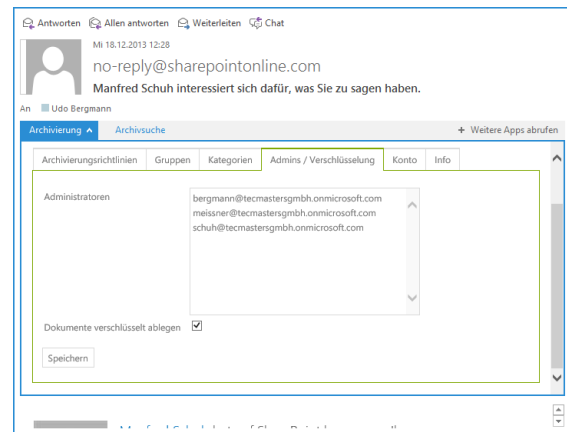 Antworten Allen antworten Weiterleiten Chat
Mi 18.12.2013 12:28
no-reply@sharepointonline.com
Manfred Schuh interessiert sich dafür, was Sie zu sagen haben.
An Udo Bergmann
Archivierung Archivsuche + Weitere Apps abrufen
Archivierungsrichtlinien Gruppen Kategorien Admins / Verschlüsselung Konto Info
Administratoren
bergmann@tecmastersgmbh.onmicrosoft.com
meissner@tecmastersgmbh.onmicrosoft.com
schuh@tecmastersgmbh.onmicrosoft.com
Dokumente verschlüsselt ablegen
Speichern